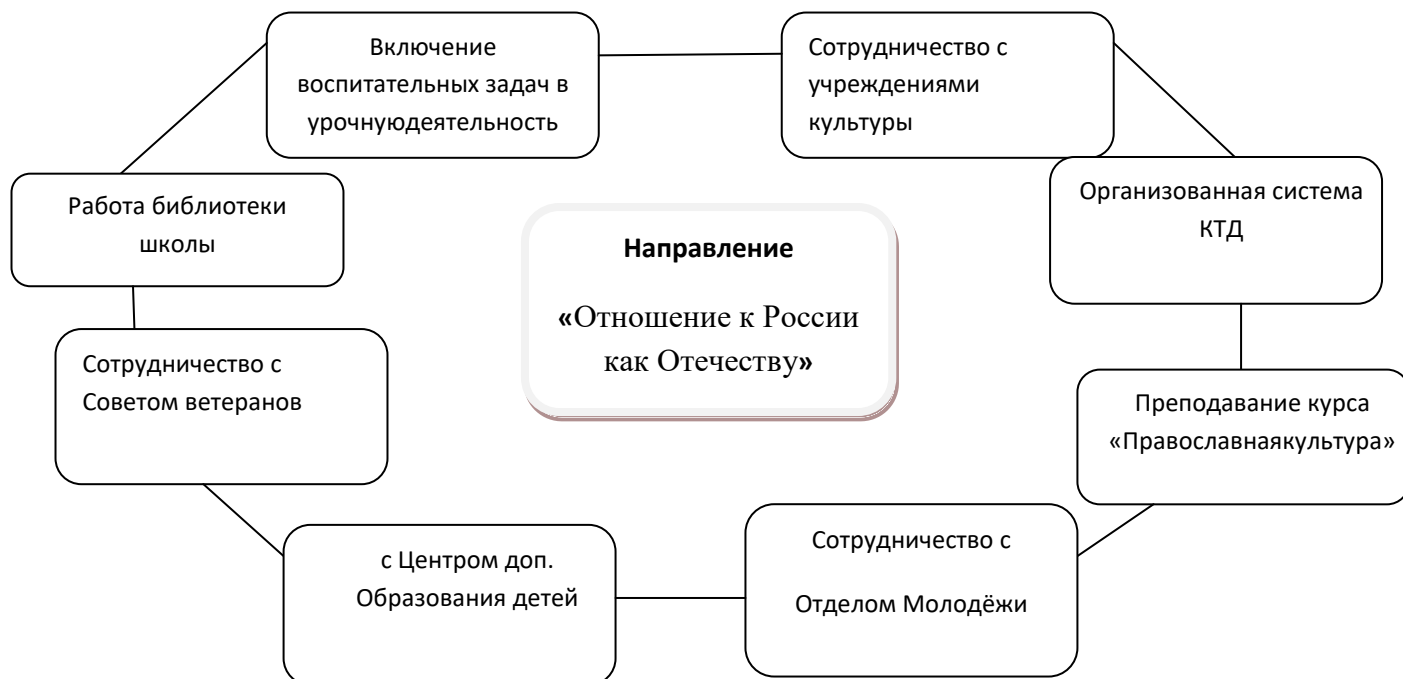 Включение
воспитательных задач в
урочнуюдеятельность
Сотрудничество с
учреждениями
культуры
Работа библиотеки
школы
Организованная система
КТД
Направление
«Отношение к России
как Отечеству»
Сотрудничество с
Советом ветеранов
Преподавание курса
«Православнаякультура»
с Центром доп.
Образования детей
Сотрудничество с
Отделом Молодёжи